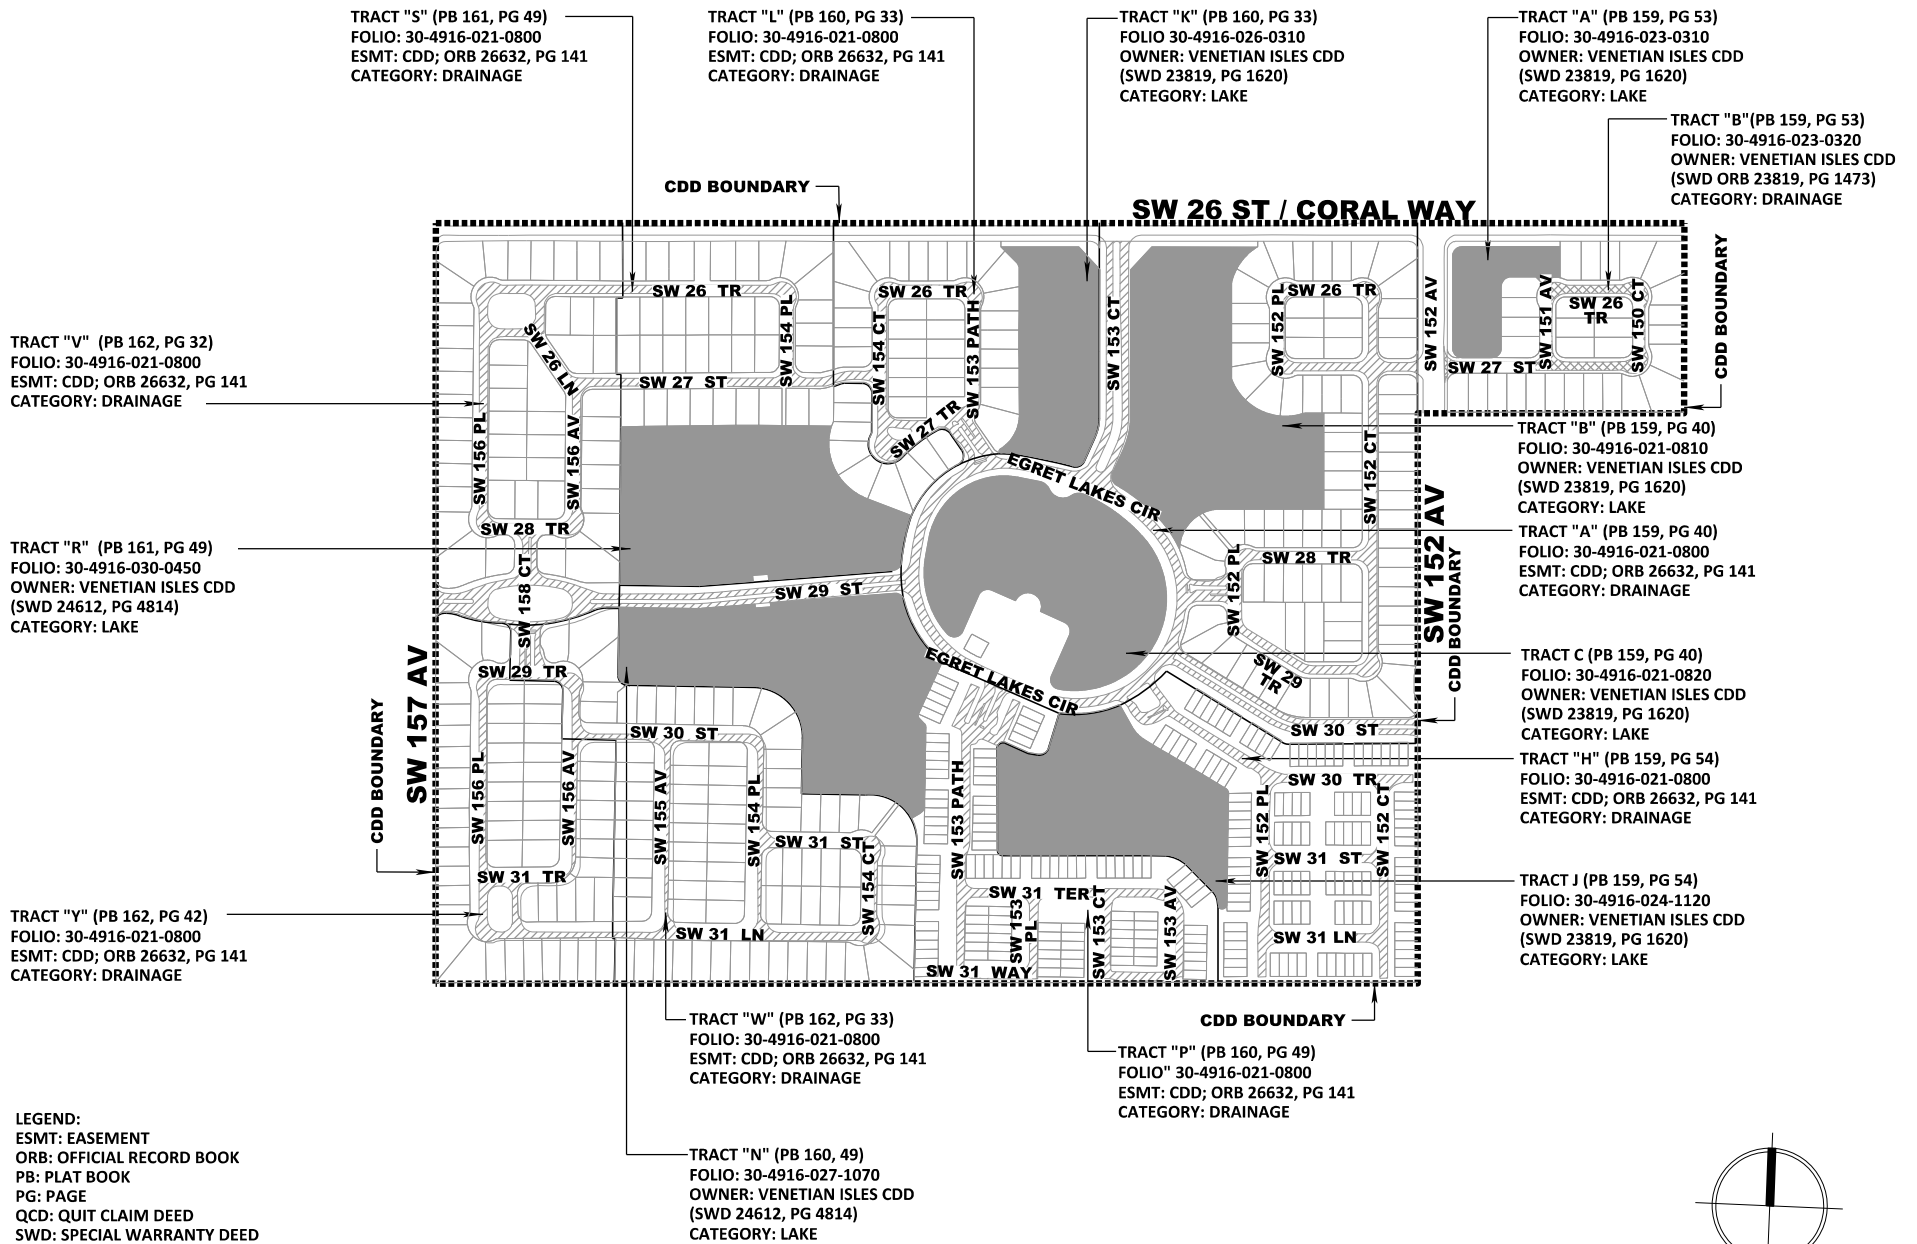 TRACT "S" (PB 161, PG 49)
FOLIO: 30-4916-021-0800
ESMT: CDD; ORB 26632, PG 141
CATEGORY: DRAINAGE
TRACT "L" (PB 160, PG 33)
FOLIO: 30-4916-021-0800
ESMT: CDD; ORB 26632, PG 141
CATEGORY: DRAINAGE
TRACT "K" (PB 160, PG 33)
FOLIO 30-4916-026-0310
OWNER: VENETIAN ISLES CDD
(SWD 23819, PG 1620)
CATEGORY: LAKE
TRACT "A" (PB 159, PG 53)
FOLIO: 30-4916-023-0310
OWNER: VENETIAN ISLES CDD
(SWD 23819, PG 1620)
CATEGORY: LAKE
TRACT "B"(PB 159, PG 53)
FOLIO: 30-4916-023-0320
OWNER: VENETIAN ISLES CDD
(SWD ORB 23819, PG 1473)
CATEGORY: DRAINAGE
CDD BOUNDARY
SW 26 ST / CORAL WAY
CDD BOUNDARY
SW 26 TR
SW 26 TR
SW 26 TR
SW 26
TR
SW 154 PL
SW 154 CT
SW 153 PATH
SW 153 CT
SW 152 PL
SW 152 AV
SW 151 AV
SW 150 CT
SW 26 LN
SW 27 ST
SW 27 ST
SW 27 TR
TRACT "V" (PB 162, PG 32)
FOLIO: 30-4916-021-0800
ESMT: CDD; ORB 26632, PG 141
CATEGORY: DRAINAGE
SW 156 PL
SW 156 AV
SW 152 CT
EGRET LAKES CIR
SW 152 AV
TRACT "B" (PB 159, PG 40)
FOLIO: 30-4916-021-0810
OWNER: VENETIAN ISLES CDD
(SWD 23819, PG 1620)
CATEGORY: LAKE
TRACT "A" (PB 159, PG 40)
FOLIO: 30-4916-021-0800
ESMT: CDD; ORB 26632, PG 141
CATEGORY: DRAINAGE
SW 28 TR
SW 28 TR
TRACT "R" (PB 161, PG 49)
FOLIO: 30-4916-030-0450
OWNER: VENETIAN ISLES CDD
(SWD 24612, PG 4814)
CATEGORY: LAKE
SW 158 CT
SW 29 ST
SW 152 PL
CDD BOUNDARY
SW 29 TR
EGRET LAKES CIR
SW 29
TR
TRACT C (PB 159, PG 40)
FOLIO: 30-4916-021-0820
OWNER: VENETIAN ISLES CDD
(SWD 23819, PG 1620)
CATEGORY: LAKE
CDD BOUNDARY
SW 157 AV
SW 30 ST
SW 30 ST
SW 30 TR
TRACT "H" (PB 159, PG 54)
FOLIO: 30-4916-021-0800
ESMT: CDD; ORB 26632, PG 141
CATEGORY: DRAINAGE
SW 156 PL
SW 156 AV
SW 155 AV
SW 154 PL
SW 153 PATH
SW 152 PL
SW 152 CT
SW 31 ST
SW 31 ST
SW 31 TR
SW 154 CT
SW 31 TER
SW 153
PL
SW 153 CT
SW 153 AV
TRACT J (PB 159, PG 54)
FOLIO: 30-4916-024-1120
OWNER: VENETIAN ISLES CDD
(SWD 23819, PG 1620)
CATEGORY: LAKE
TRACT "Y" (PB 162, PG 42)
FOLIO: 30-4916-021-0800
ESMT: CDD; ORB 26632, PG 141
CATEGORY: DRAINAGE
SW 31 LN
SW 31 LN
SW 31 WAY
TRACT "W" (PB 162, PG 33)
FOLIO: 30-4916-021-0800
ESMT: CDD; ORB 26632, PG 141
CATEGORY: DRAINAGE
CDD BOUNDARY
TRACT "P" (PB 160, PG 49)
FOLIO" 30-4916-021-0800
ESMT: CDD; ORB 26632, PG 141
CATEGORY: DRAINAGE
TRACT "N" (PB 160, 49)
FOLIO: 30-4916-027-1070
OWNER: VENETIAN ISLES CDD
(SWD 24612, PG 4814)
CATEGORY: LAKE
LEGEND:
ESMT: EASEMENT
ORB: OFFICIAL RECORD BOOK
PB: PLAT BOOK
PG: PAGE
QCD: QUIT CLAIM DEED
SWD: SPECIAL WARRANTY DEED